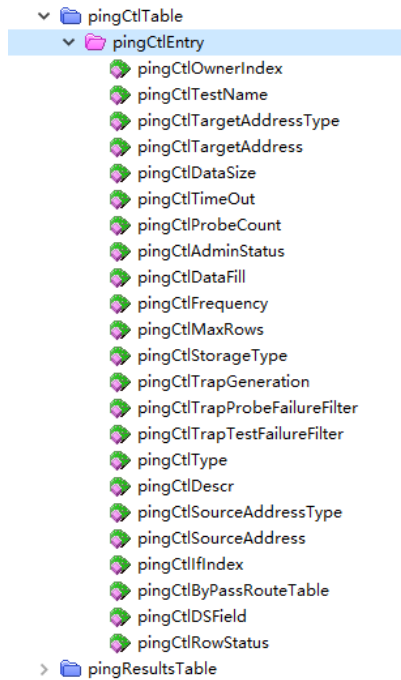 pingCtlTable
pingCtlEntry
pingCtlOwnerIndex
pingCtlTestName
pingCtlTargetAddressType
pingCtlTargetAddress
pingCtlDataSize
pingCtlTimeOut
pingCtlProbeCount
pingCtlAdminStatus
pingCtlDataFill
pingCtlFrequency
pingCtlMaxRows
pingCtlStorageType
pingCtlTrapGeneration
pingCtlTrapProbeFailureFilter
pingCtlTrapTestFailureFilter
pingCtlType
pingCtlDescr
pingCtlSourceAddressType
pingCtlSourceAddress
pingCtlIfIndex
pingCtlByPassRouteTable
pingCtlDSField
pingCtlRowStatus
pingResultsTable